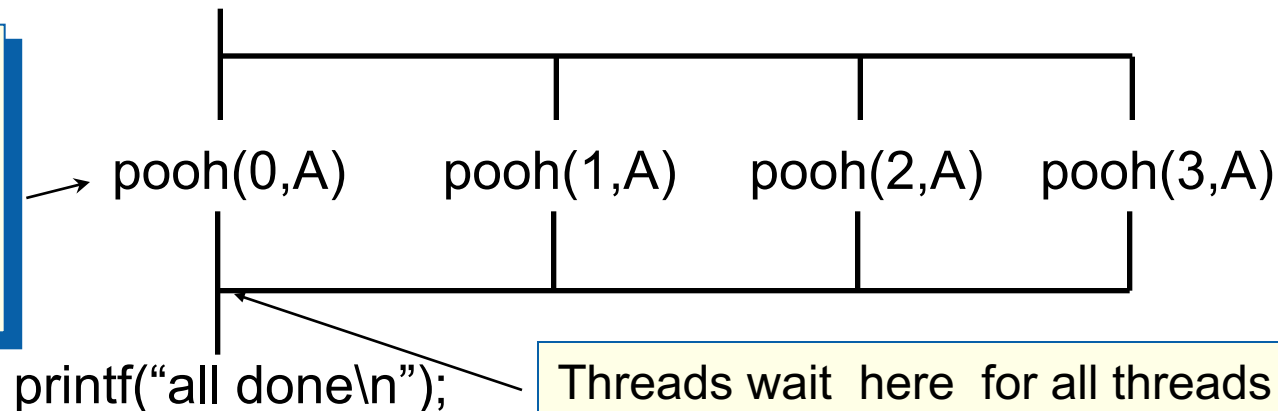 pooh(0,A) pooh(1,A) pooh(2,A) pooh(3,A)
printf(“all done\n”);
Threads wait here for all threads